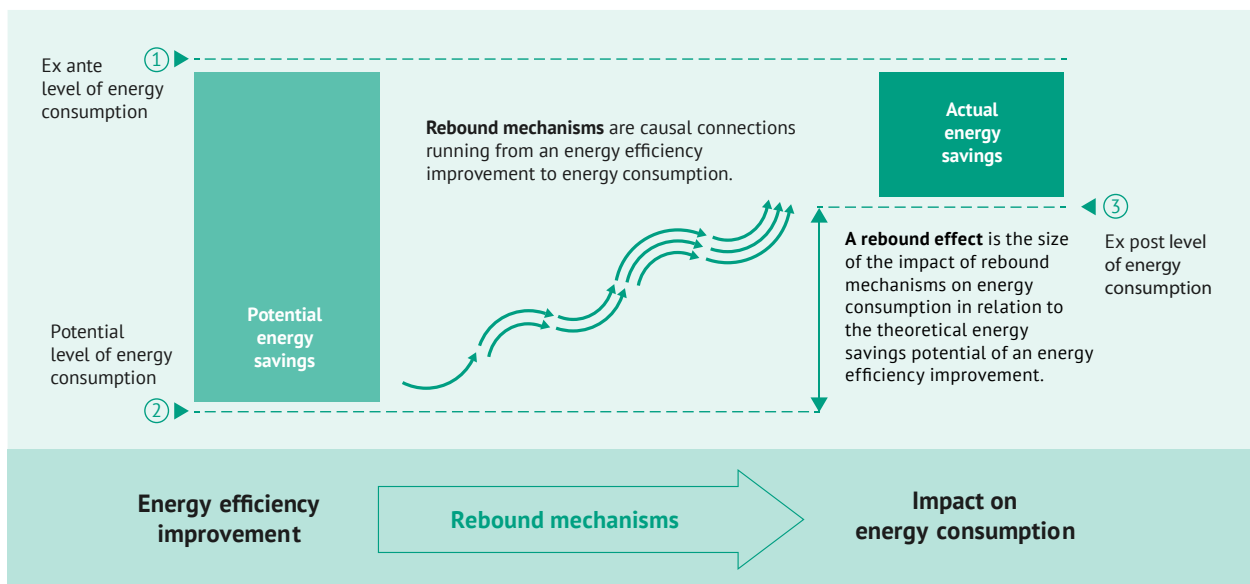 Ex ante
level of energy
consumption
1
Potential
energy
savings
Potential
level of energy
consumption
2
Rebound mechanisms are causal connections
running from an energy efficiency
improvement to energy consumption.
Actual
energy
savings
3
Ex post level
of energy
consumption
A rebound effect is the size
of the impact of rebound
mechanisms on energy
consumption in relation to
the theoretical energy
savings potential of an energy
efficiency improvement.
Energy efficiency
improvement
Rebound mechanisms
Impact on
energy consumption